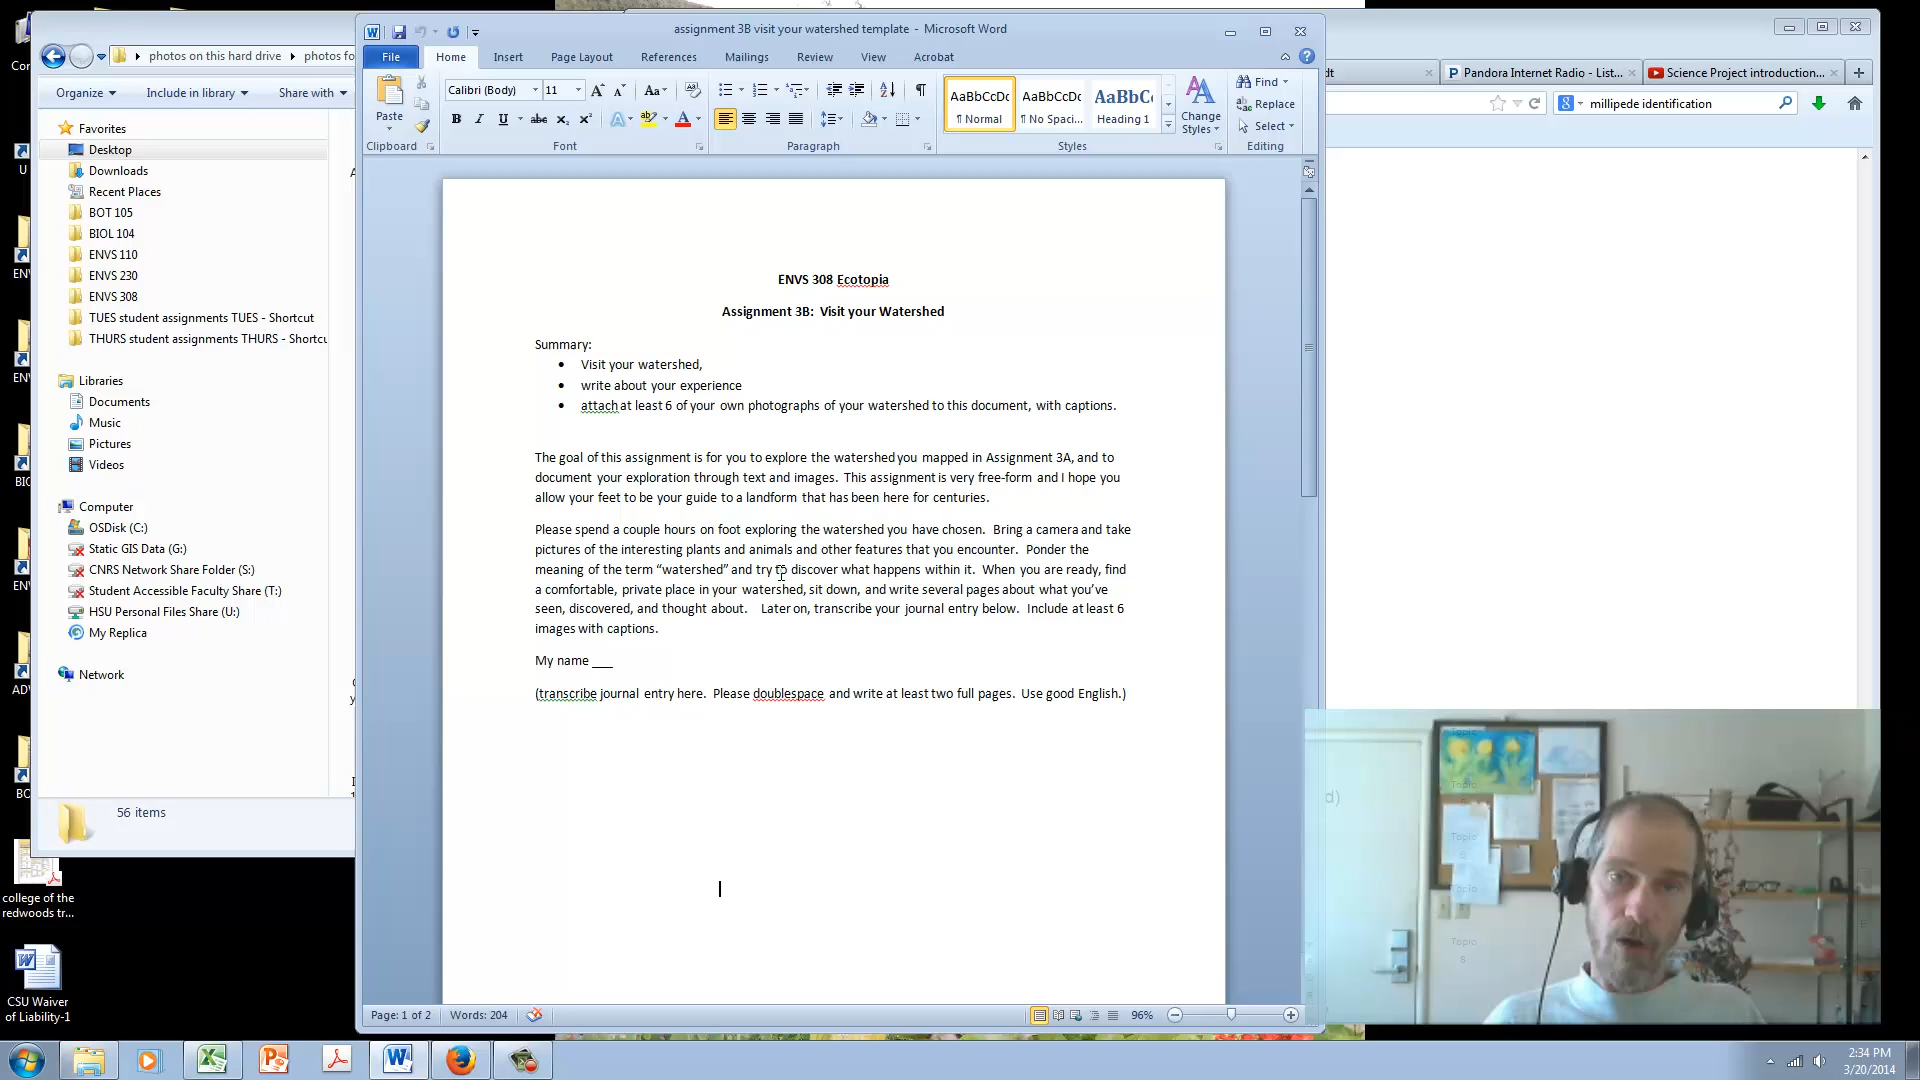 assignment 3B visit your watershed template - Microsoft Word
File Home Insert Page Layout References Mailings Review View Acrobat
Calibri (Body) 11
Paste
Clipboard
Font
Paragraph
AaBbCcDc AaBbCcDc AaBbC
¶ Normal ¶ No Spaci... Heading 1
Change
Styles
Styles
Find
Replace
Select
Editing
photos on this hard drive photos fo
Organize Include in library Share with
Favorites
Desktop
Downloads
Recent Places
BOT 105
BIOL 104
ENVS 110
ENVS 230
ENVS 308
TUES student assignments TUES - Shortcut
THURS student assignments THURS - Shortcu
Libraries
Documents
Music
Pictures
Videos
Computer
OSDisk (C:)
Static GIS Data (G:)
CNRS Network Share Folder (S:)
Student Accessible Faculty Share (T:)
HSU Personal Files Share (U:)
My Replica
Network
56 items
Pandora Internet Radio - List...
Science Project introduction...
millipede identification
ENVS 308 Ecotopia
Assignment 3B:  Visit your Watershed
Summary:
• Visit your watershed,
• write about your experience
• attach at least 6 of your own photographs of your watershed to this document, with captions.
The goal of this assignment is for you to explore the watershed you mapped in Assignment 3A, and to
document your exploration through text and images.  This assignment is very free-form and I hope you
allow your feet to be your guide to a landform that has been here for centuries.
Please spend a couple hours on foot exploring the watershed you have chosen.  Bring a camera and take
pictures of the interesting plants and animals and other features that you encounter.  Ponder the
meaning of the term “watershed” and try to discover what happens within it.  When you are ready, find
a comfortable, private place in your watershed, sit down, and write several pages about what you’ve
seen, discovered, and thought about.    Later on, transcribe your journal entry below.  Include at least 6
images with captions.
My name ___
(transcribe journal entry here.  Please doublespace and write at least two full pages.  Use good English.)
Topic
Topic
Topic
Topic
8
college of the
redwoods tr...
CSU Waiver
of Liability-1
Page: 1 of 2 Words: 204
96%
2:34 PM
3/20/2014